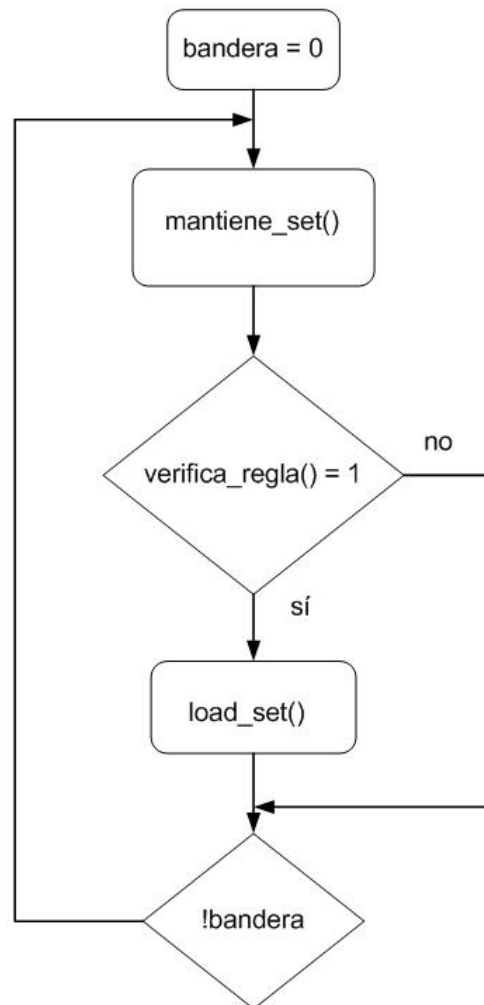 bandera = 0
mantiene_set()
verifica_regla() = 1
no
sí
load_set()
!bandera